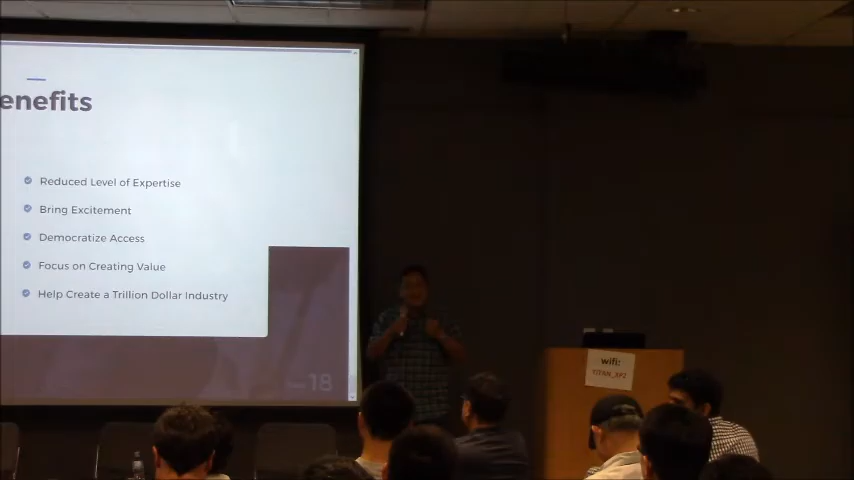 enefits
Reduced Level of Expertise
Bring Excitement
Democratize Access
Focus on Creating Value
Help Create a Trillion Dollar Industry
18
wifi:
TITAN_XPZ